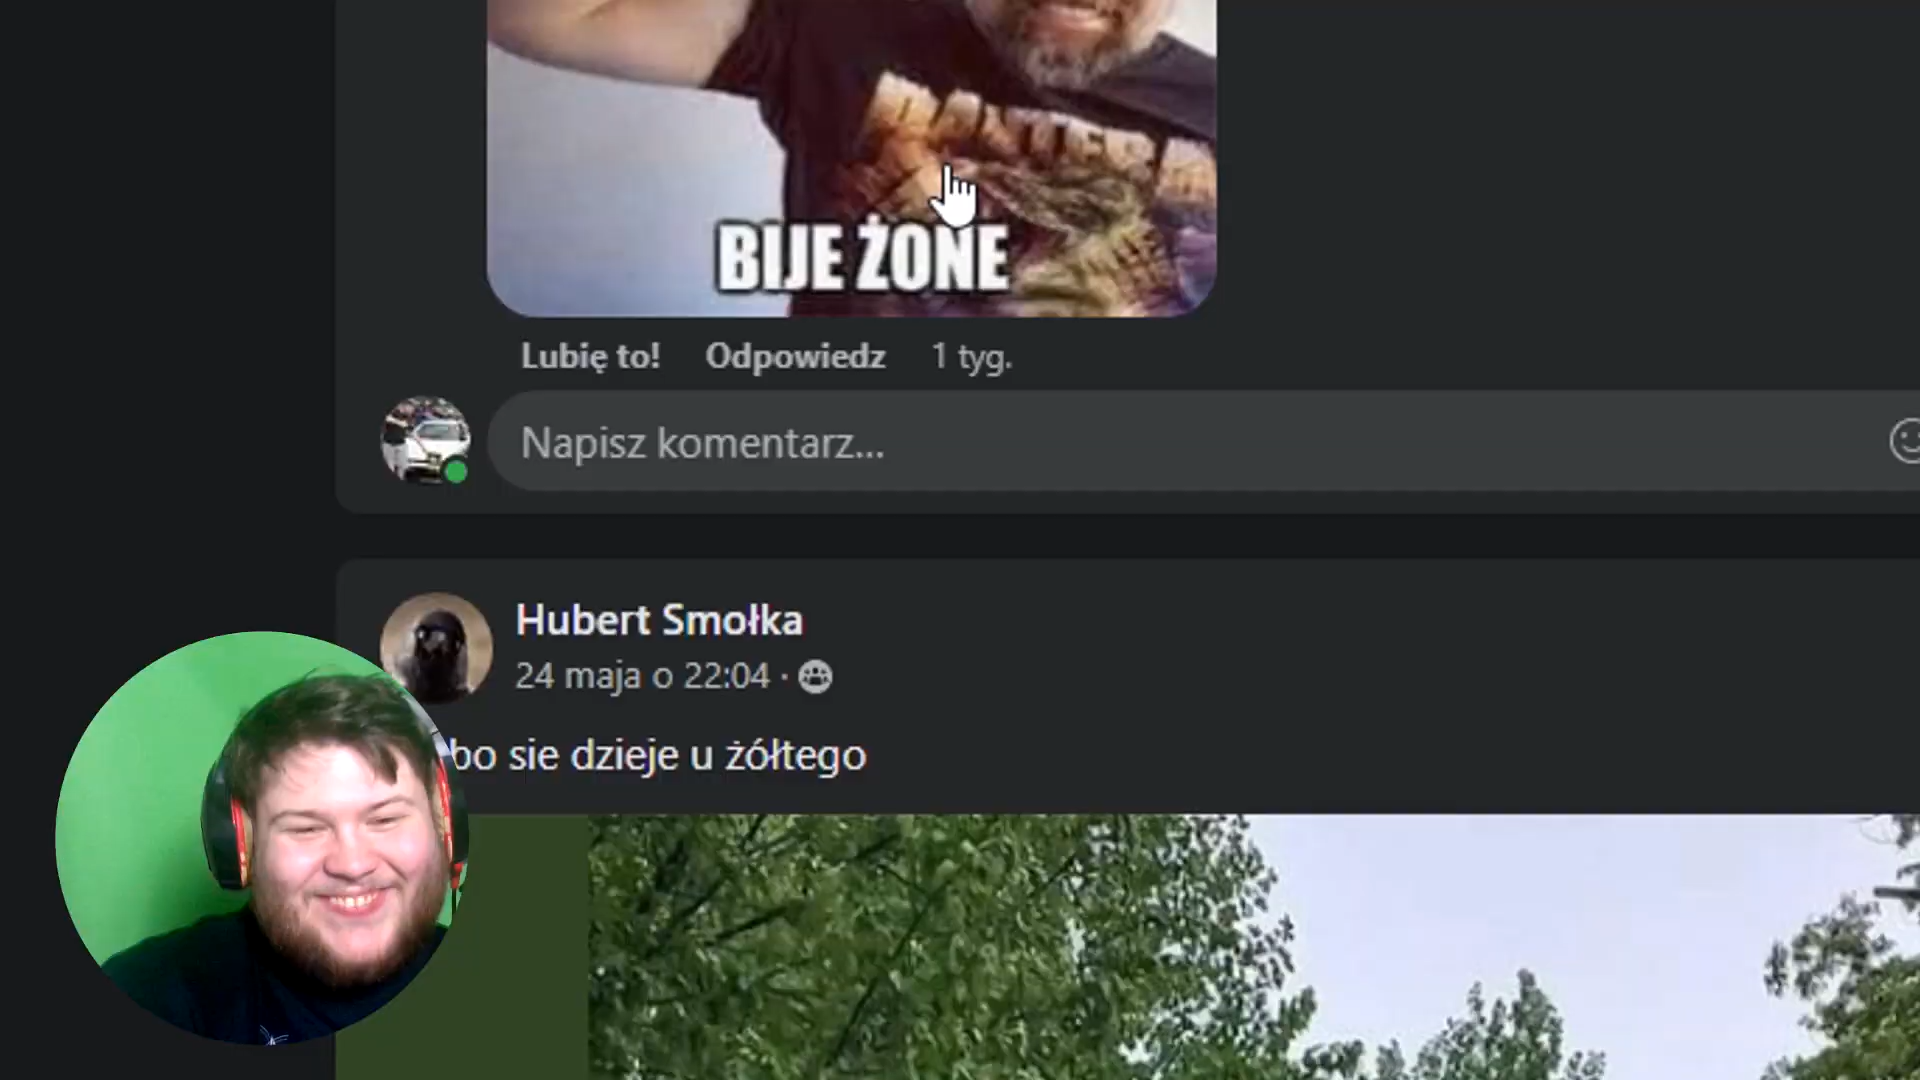 BIJE ŻONE
Lubię to! Odpowiedz 1 tyg.
Napisz komentarz...
Hubert Smołka
24 maja o 22:04 ·
bo sie dzieje u żółtego